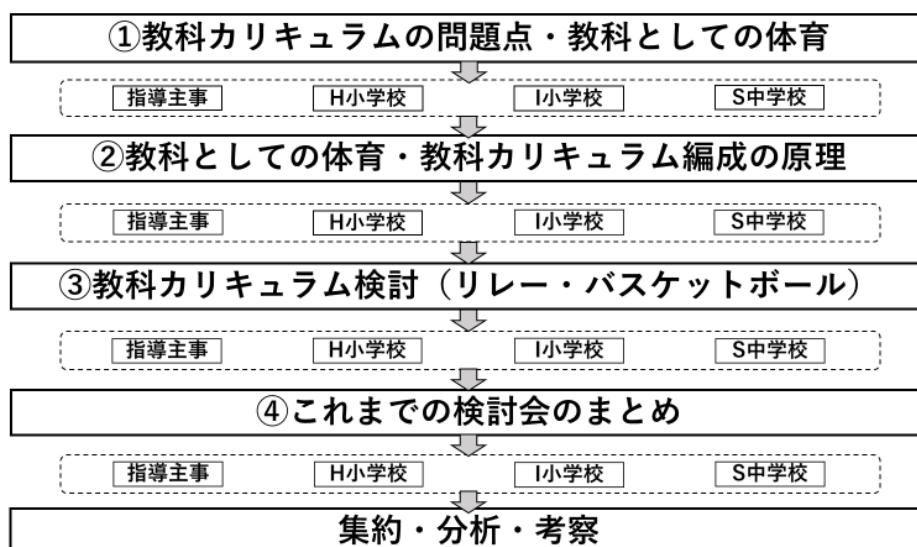 ①教科カリキュラムの問題点・教科としての体育
指導主事 H小学校 I小学校 S中学校
②教科としての体育・教科カリキュラム編成の原理
指導主事 H小学校 I小学校 S中学校
③教科カリキュラム検討（リレー・バスケットボール）
指導主事 H小学校 I小学校 S中学校
④これまでの検討会のまとめ
指導主事 H小学校 I小学校 S中学校
集約・分析・考察